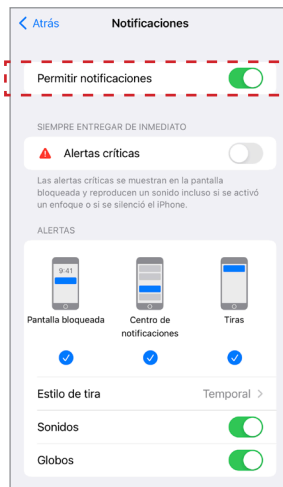 Atrás Notificaciones
Permitir notificaciones
SIEMPRE ENTREGAR DE INMEDIATO
Alertas críticas
Las alertas críticas se muestran en la pantalla
bloqueada y reproducen un sonido incluso si se activó
un enfoque o si se silenció el iPhone.
ALERTAS
9:41
Pantalla bloqueada Centro de notificaciones Tiras
Estilo de tira Temporal
Sonidos
Globos